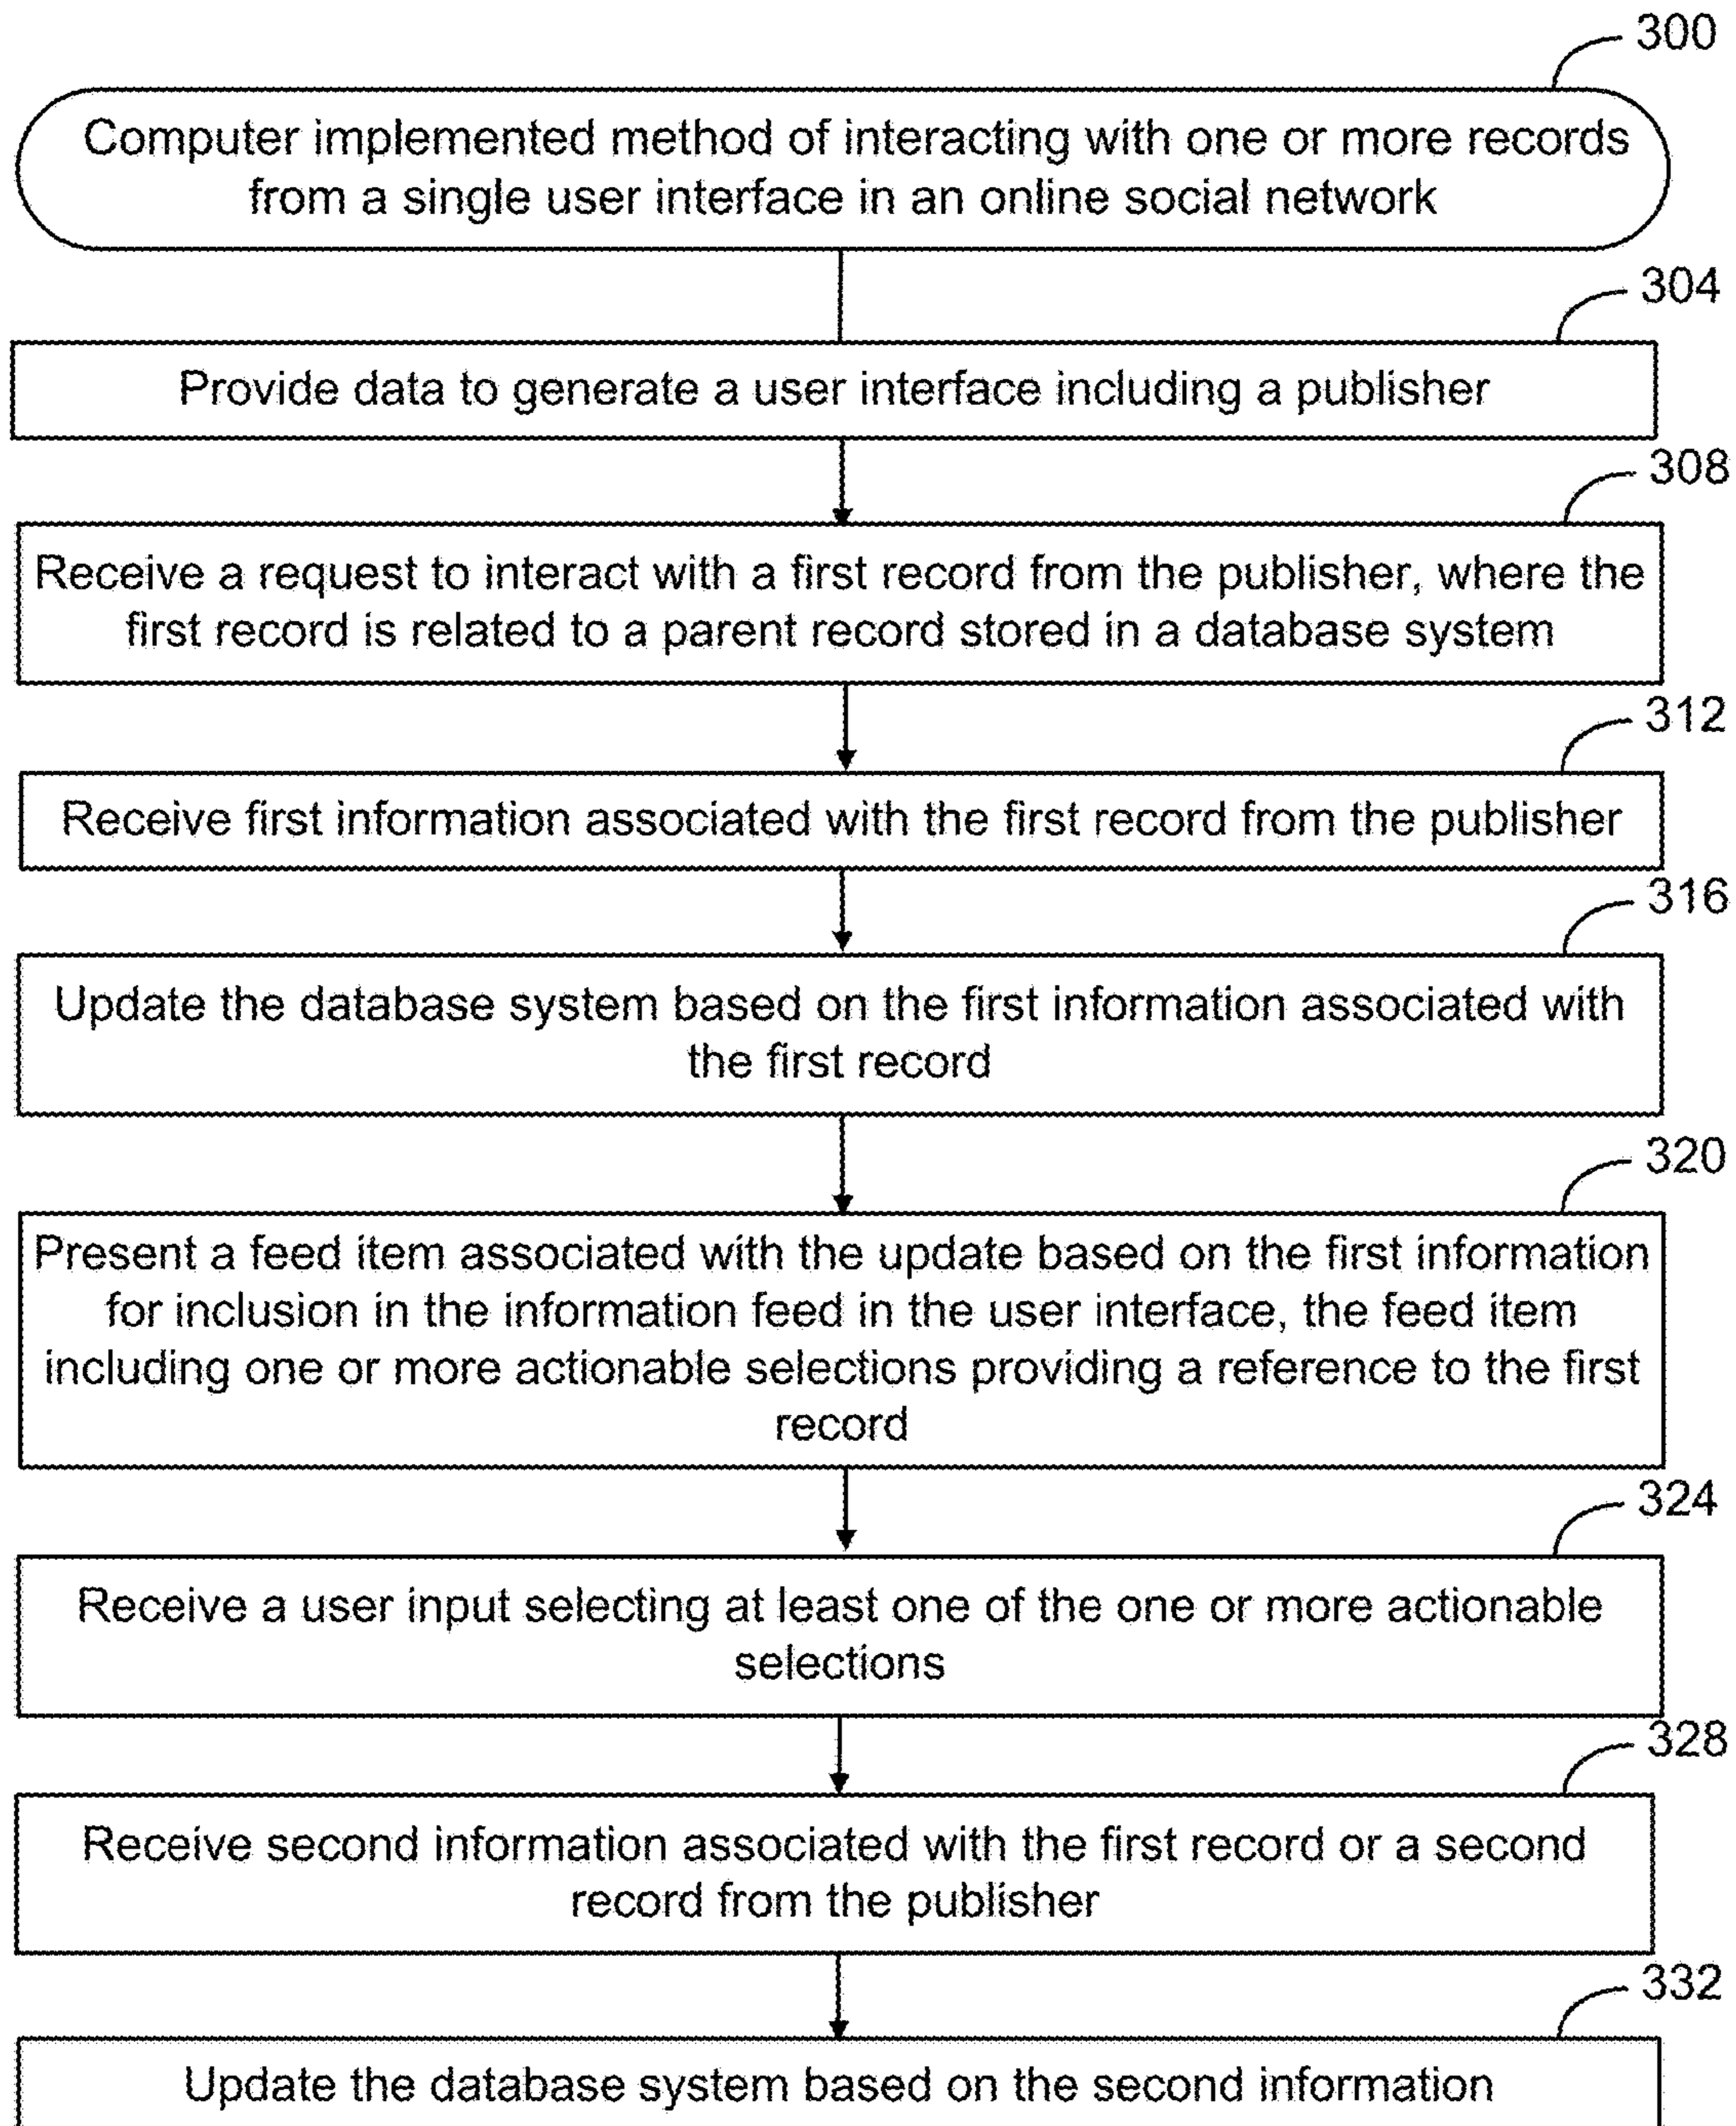 300
Computer implemented method of interacting with one or more records
from a single user interface in an online social network
304
Provide data to generate a user interface including a publisher
308
Receive a request to interact with a first record from the publisher, where the
first record is related to a parent record stored in a database system
312
Receive first information associated with the first record from the publisher
316
Update the database system based on the first information associated with
the first record
320
Present a feed item associated with the update based on the first information
for inclusion in the information feed in the user interface, the feed item
including one or more actionable selections providing a reference to the first
record
324
Receive a user input selecting at least one of the one or more actionable
selections
328
Receive second information associated with the first record or a second
record from the publisher
332
Update the database system based on the second information